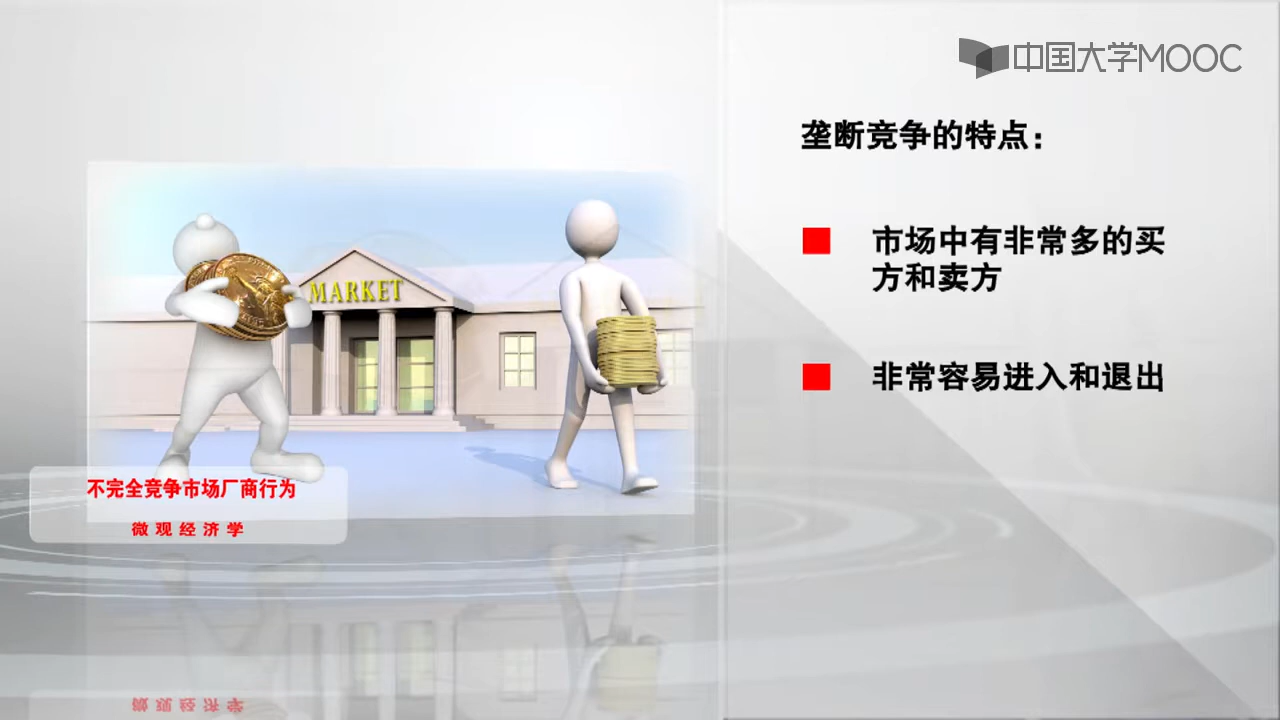 中国大学MOOC
垄断竞争的特点：
市场中有非常多的买
方和卖方
非常容易进入和退出
MARKET
不完全竞争市场厂商行为
微观经济学